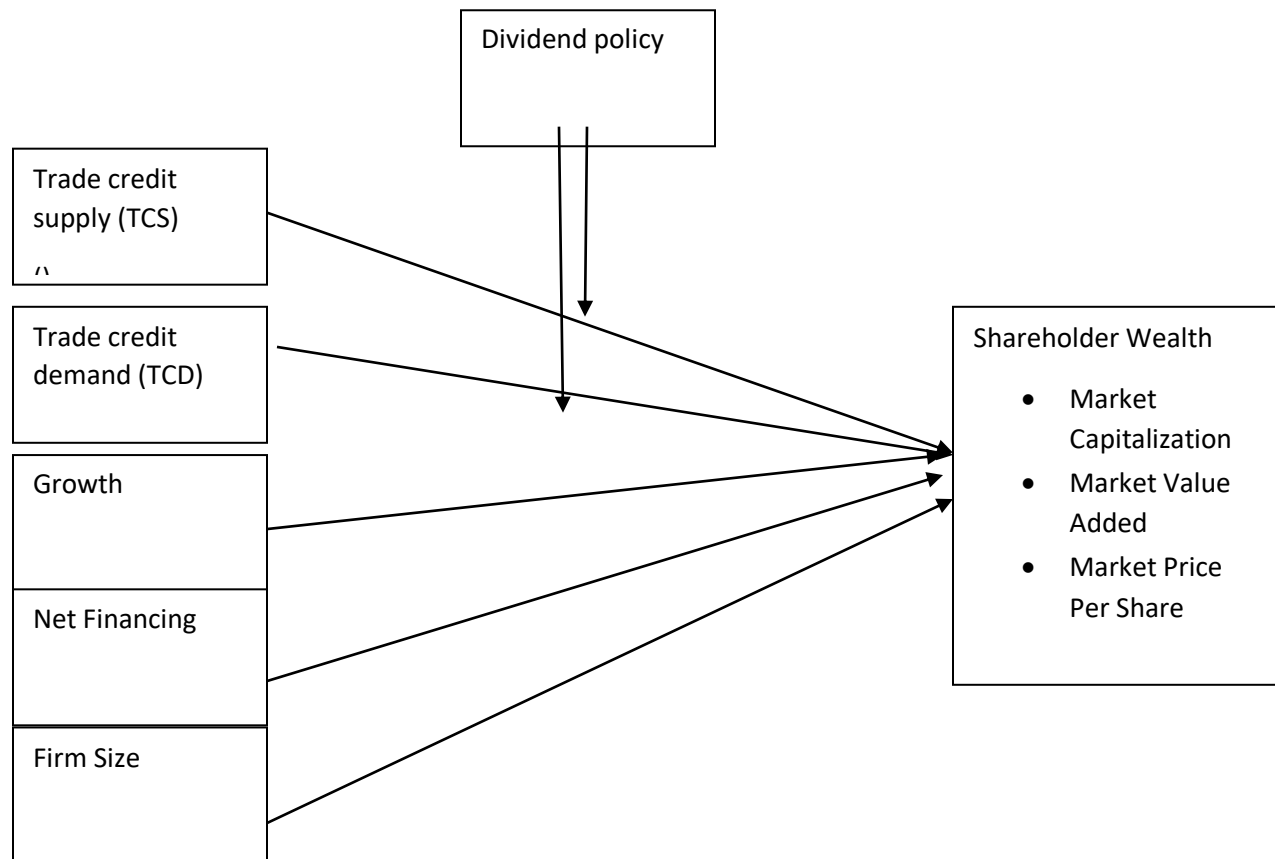 Dividend policy
Trade credit
supply (TCS)
Trade credit
demand (TCD)
Growth
Net Financing
Firm Size
Shareholder Wealth
• Market
Capitalization
• Market Value
Added
• Market Price
Per Share